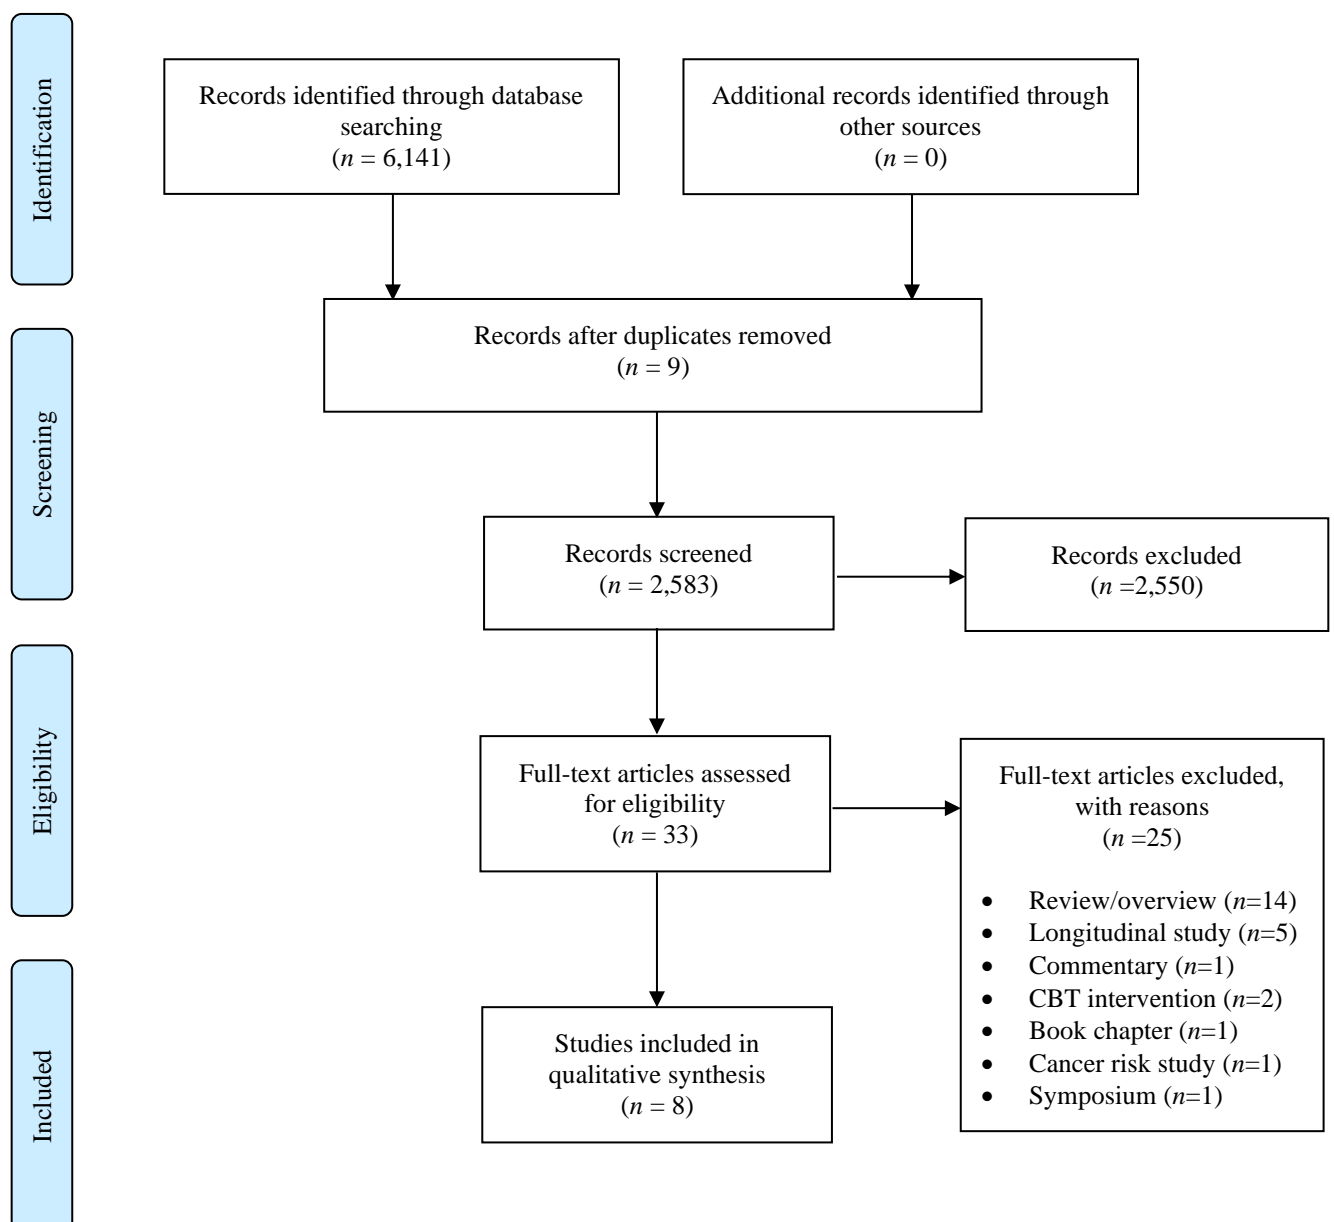 Identification
Records identified through database
searching
(n = 6,141)
Additional records identified through
other sources
(n = 0)
Records after duplicates removed
(n = 9)
Screening
Records screened
(n = 2,583)
Records excluded
(n =2,550)
Eligibility
Full-text articles assessed
for eligibility
(n = 33)
Full-text articles excluded,
with reasons
(n =25)
• Review/overview (n=14)
• Longitudinal study (n=5)
• Commentary (n=1)
• CBT intervention (n=2)
• Book chapter (n=1)
• Cancer risk study (n=1)
• Symposium (n=1)
Included
Studies included in
qualitative synthesis
(n = 8)